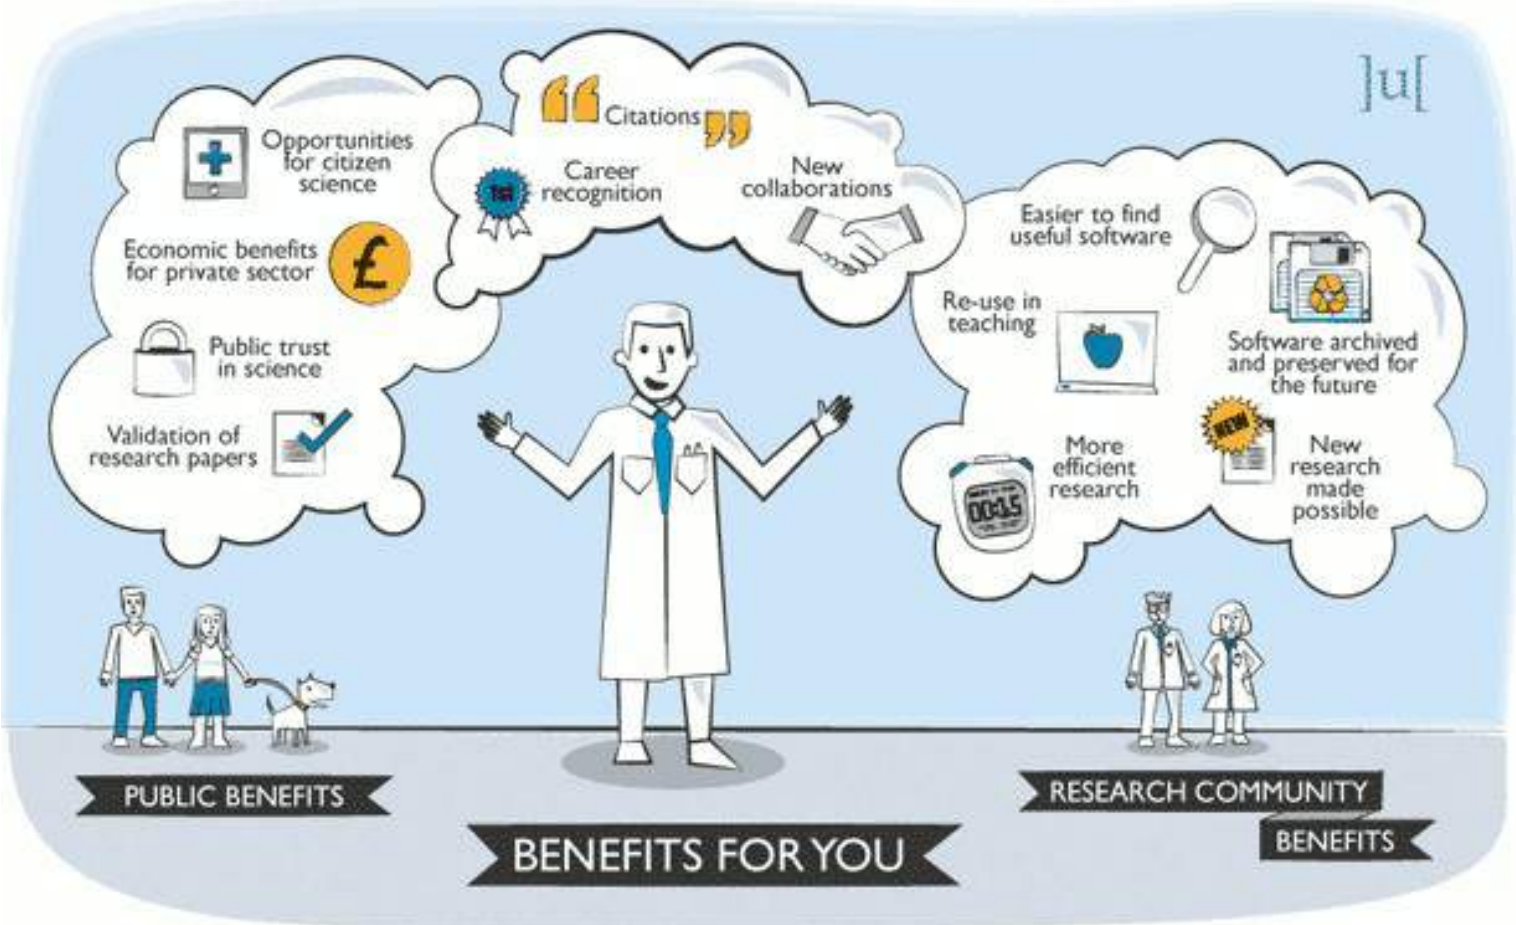 ]u[
Opportunities
for citizen
science
Economic benefits
for private sector
£
Public trust
in science
Validation of
research papers
“ Citations ”
Career
recognition
New
collaborations
Easier to find
useful software
Re-use in
teaching
Software archived
and preserved for
the future
More
efficient
research
00:15
NEW
New
research
made
possible
PUBLIC BENEFITS
BENEFITS FOR YOU
RESEARCH COMMUNITY
BENEFITS